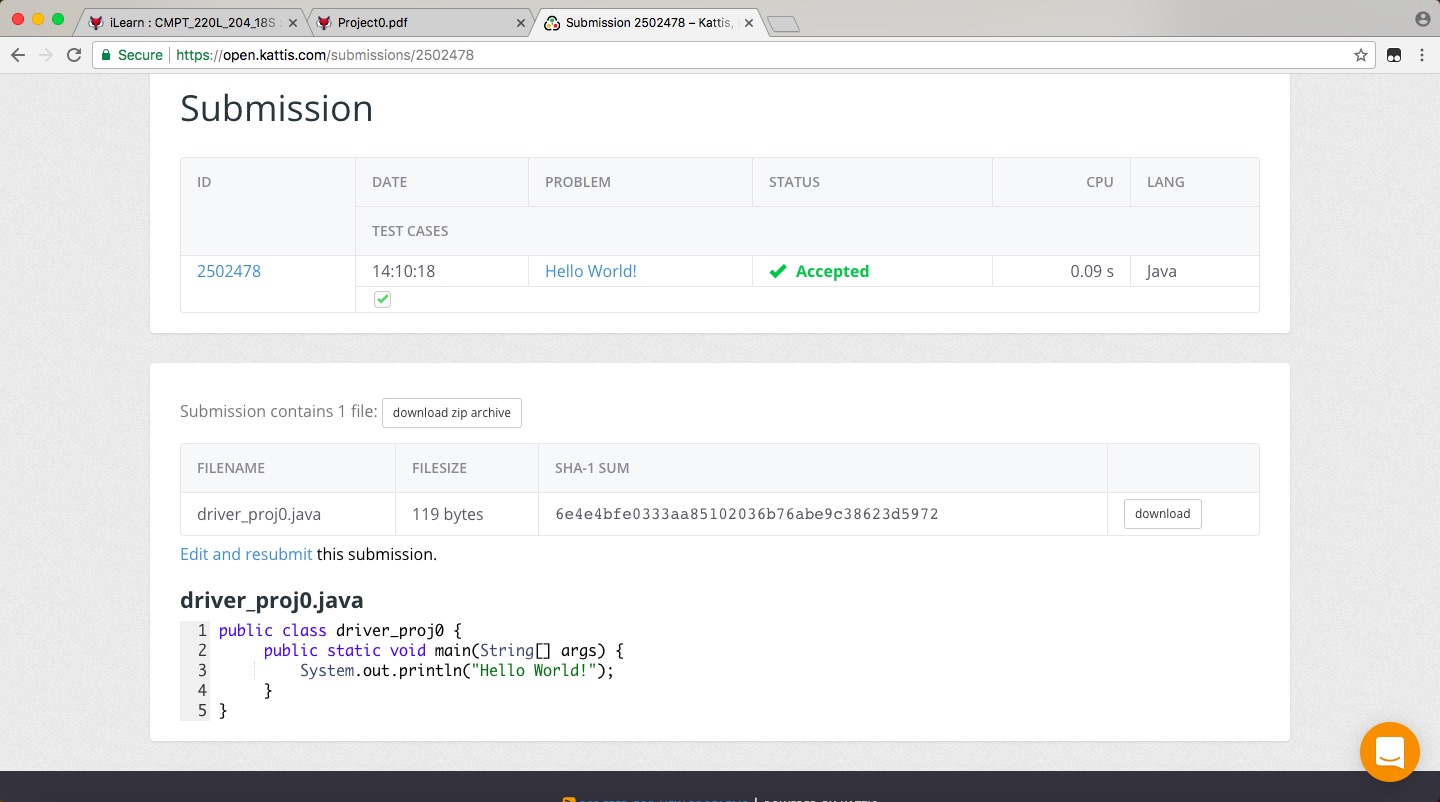 iLearn : CMPT_220L_204_18S
Project0.pdf
Submission 2502478 – Kattis,
Secure https://open.kattis.com/submissions/2502478
Submission
ID DATE PROBLEM STATUS CPU LANG
TEST CASES
2502478 14:10:18 Hello World! Accepted 0.09 s Java
Submission contains 1 file: download zip archive
FILENAME FILESIZE SHA-1 SUM
driver_proj0.java 119 bytes 6e4e4bfe0333aa85102036b76abe9c38623d5972 download
Edit and resubmit this submission.
driver_proj0.java
1 public class driver_proj0 {
2 public static void main(String[] args) {
3 System.out.println("Hello World!");
4 }
5 }